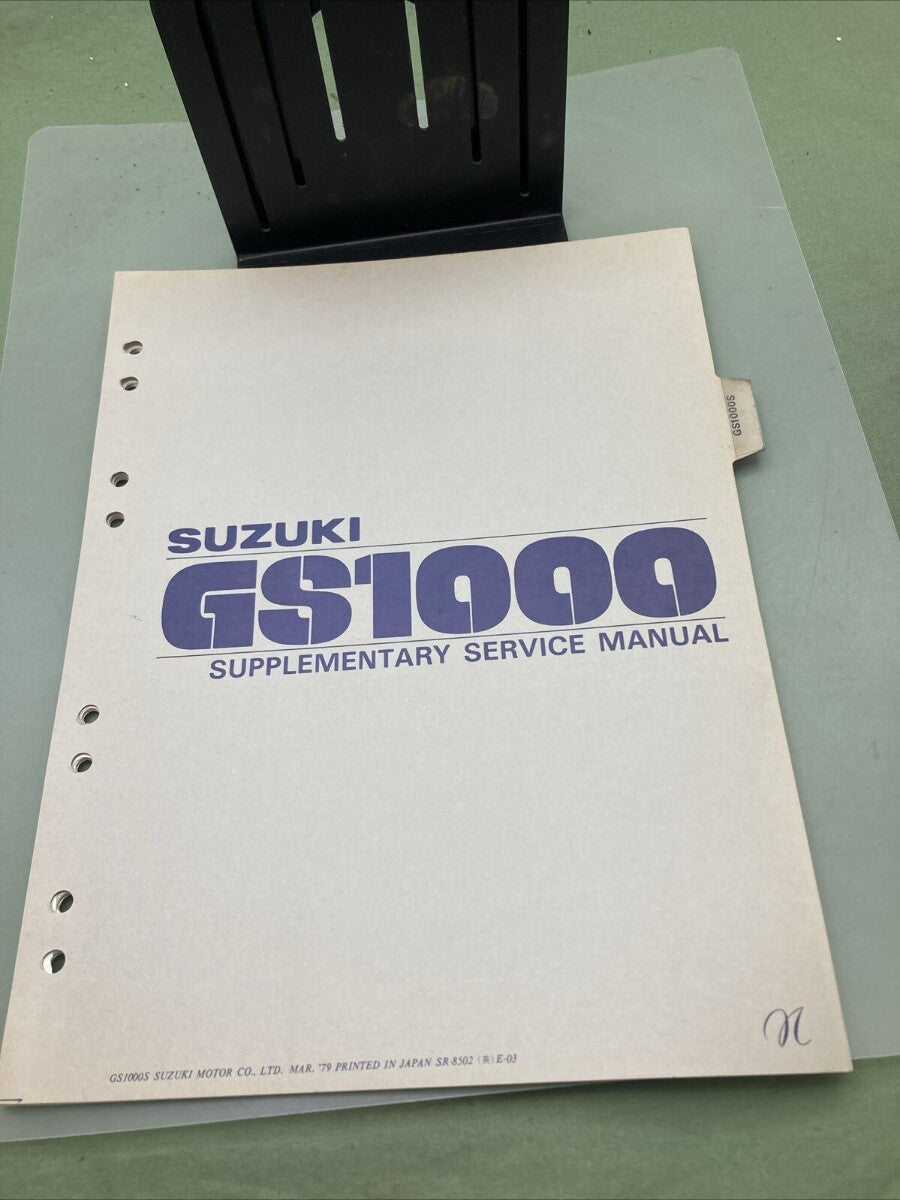 GS1000S
SUZUKI
GS1000
SUPPLEMENTARY SERVICE MANUAL
GS1000S SUZUKI MOTOR CO., LTD. MAR. '79 PRINTED IN JAPAN SR-8502 (英) E-03